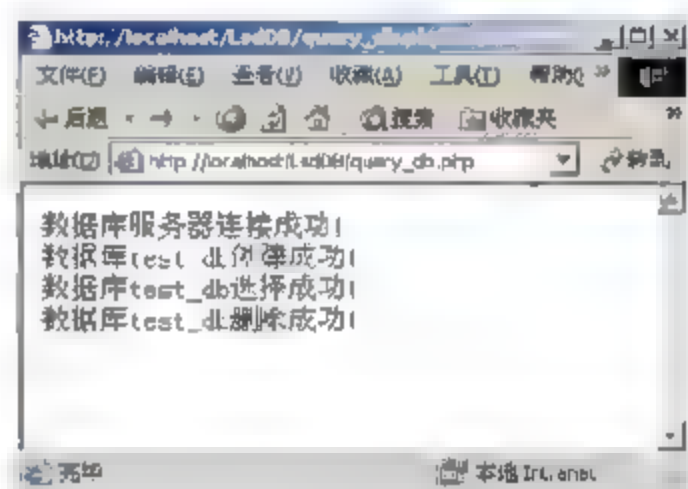 文件(F) 编辑(E) 查看(V) 收藏(A) 工具(T) 帮助( »
后退 搜索 收藏夹 »
地址(D) query_db.php 转到
数据库服务器连接成功!
数据库test_db创建成功!
数据库test_db选择成功!
数据库test_db删除成功!
完毕 本地 Intranet